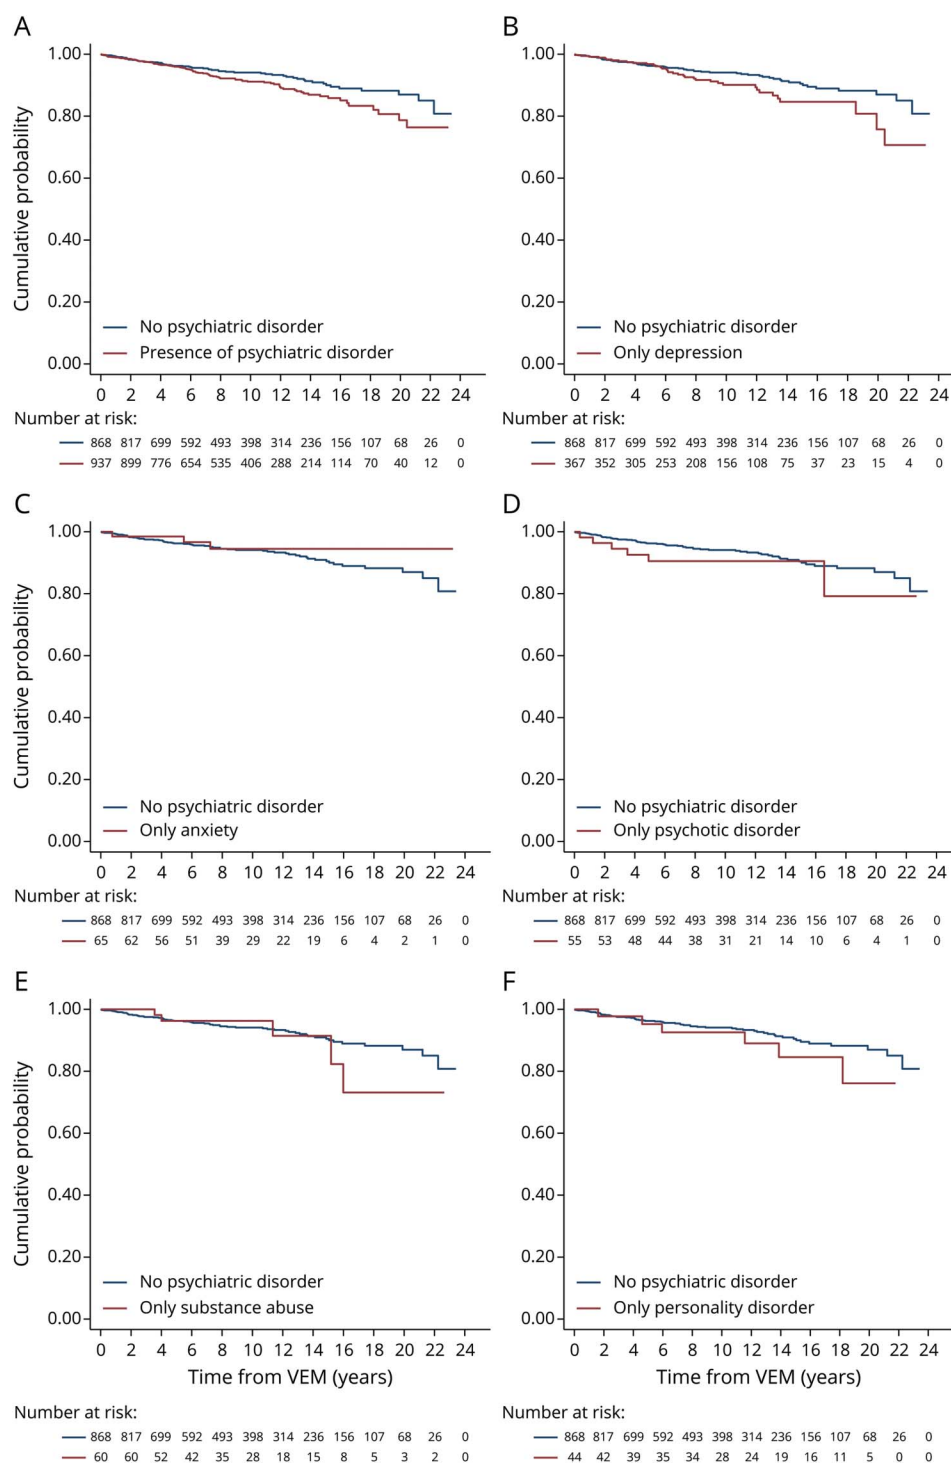 A
Cumulative probability
1.00
0.80
0.60
0.40
0.20
0.00
No psychiatric disorder
Presence of psychiatric disorder
0 2 4 6 8 10 12 14 16 18 20 22 24
Number at risk:
868 817 699 592 493 398 314 236 156 107 68 26 0
937 899 776 654 535 406 288 214 114 70 40 12 0
B
1.00
0.80
0.60
0.40
0.20
0.00
No psychiatric disorder
Only depression
0 2 4 6 8 10 12 14 16 18 20 22 24
Number at risk:
868 817 699 592 493 398 314 236 156 107 68 26 0
367 352 305 253 208 156 108 75 37 23 15 4 0
C
Cumulative probability
1.00
0.80
0.60
0.40
0.20
0.00
No psychiatric disorder
Only anxiety
0 2 4 6 8 10 12 14 16 18 20 22 24
Number at risk:
868 817 699 592 493 398 314 236 156 107 68 26 0
65 62 56 51 39 29 22 19 6 4 2 1 0
D
1.00
0.80
0.60
0.40
0.20
0.00
No psychiatric disorder
Only psychotic disorder
0 2 4 6 8 10 12 14 16 18 20 22 24
Number at risk:
868 817 699 592 493 398 314 236 156 107 68 26 0
55 53 48 44 38 31 21 14 10 6 4 1 0
E
Cumulative probability
1.00
0.80
0.60
0.40
0.20
0.00
No psychiatric disorder
Only substance abuse
0 2 4 6 8 10 12 14 16 18 20 22 24
Time from VEM (years)
Number at risk:
868 817 699 592 493 398 314 236 156 107 68 26 0
60 60 52 42 35 28 18 15 8 5 3 2 0
F
1.00
0.80
0.60
0.40
0.20
0.00
No psychiatric disorder
Only personality disorder
0 2 4 6 8 10 12 14 16 18 20 22 24
Time from VEM (years)
Number at risk:
868 817 699 592 493 398 314 236 156 107 68 26 0
44 42 39 35 34 28 24 19 16 11 5 0 0